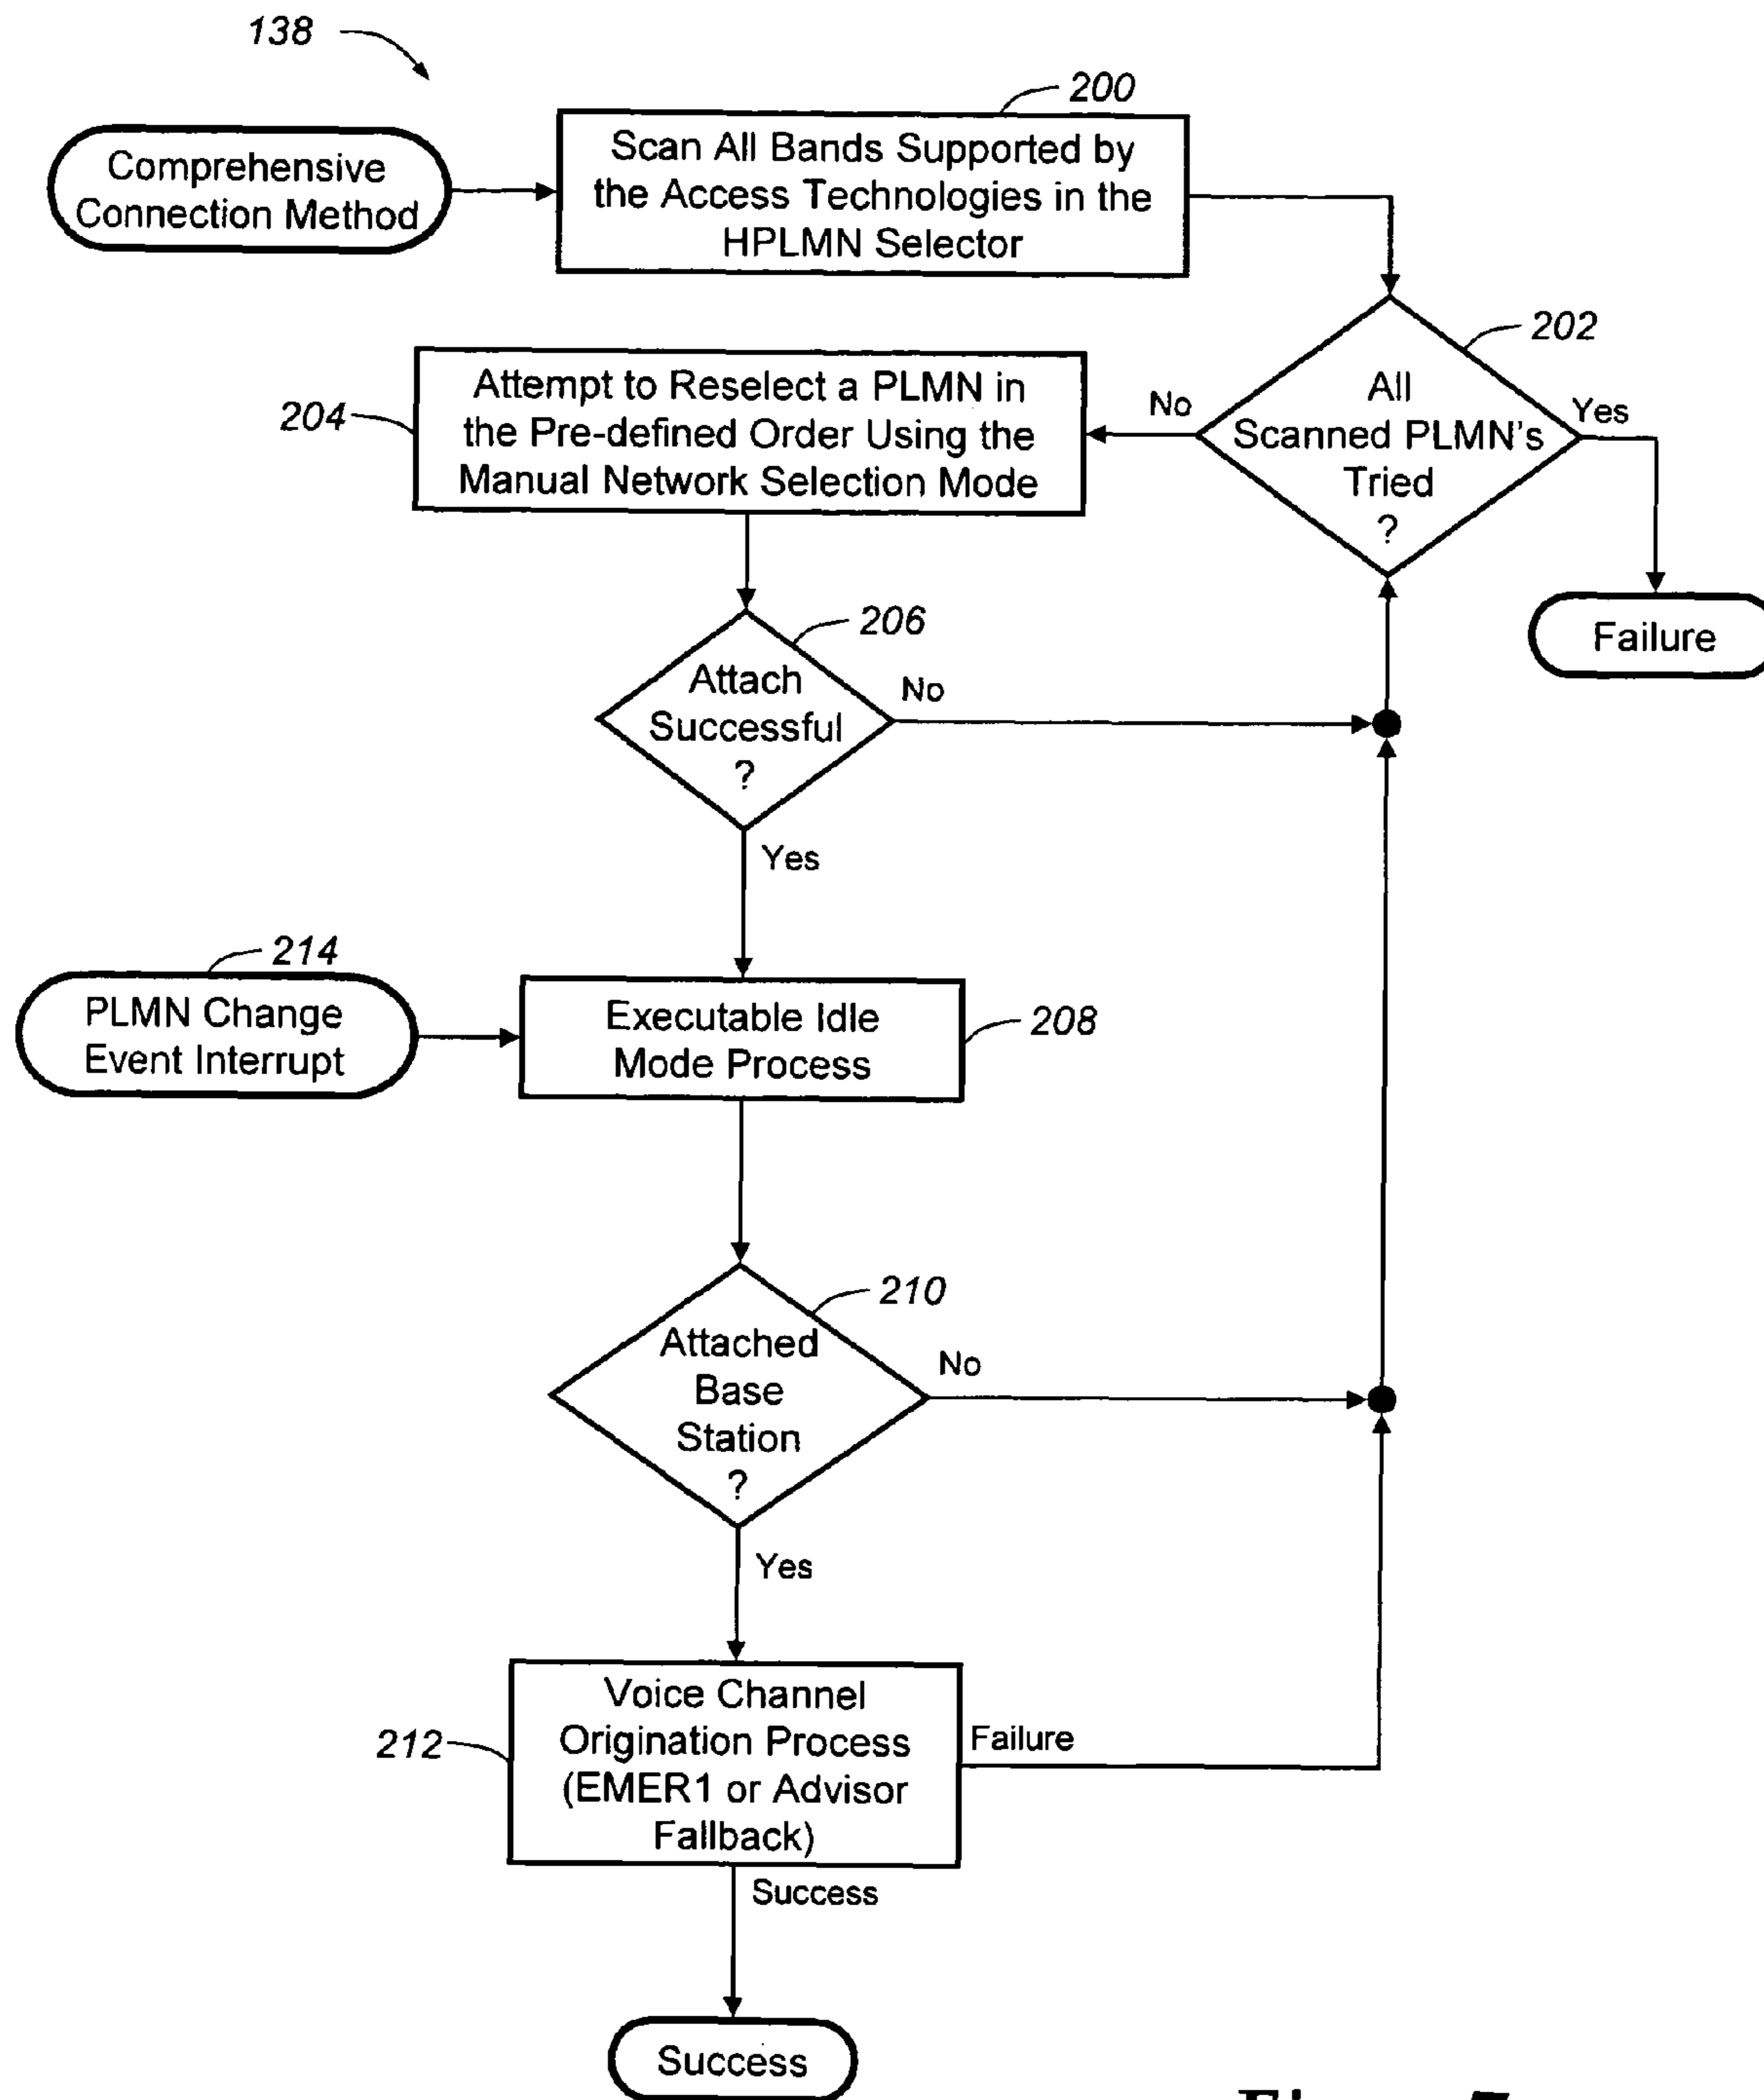 138
200
Comprehensive
Connection Method
Scan All Bands Supported by
the Access Technologies in the
HPLMN Selector
202
All
Scanned PLMN's
Tried
?
No
Yes
204
Attempt to Reselect a PLMN in
the Pre-defined Order Using the
Manual Network Selection Mode
Failure
206
Attach
Successful
?
No
Yes
214
PLMN Change
Event Interrupt
Executable Idle
Mode Process
208
210
Attached
Base
Station
?
No
Yes
212
Voice Channel
Origination Process
(EMER1 or Advisor
Fallback)
Failure
Success
Success